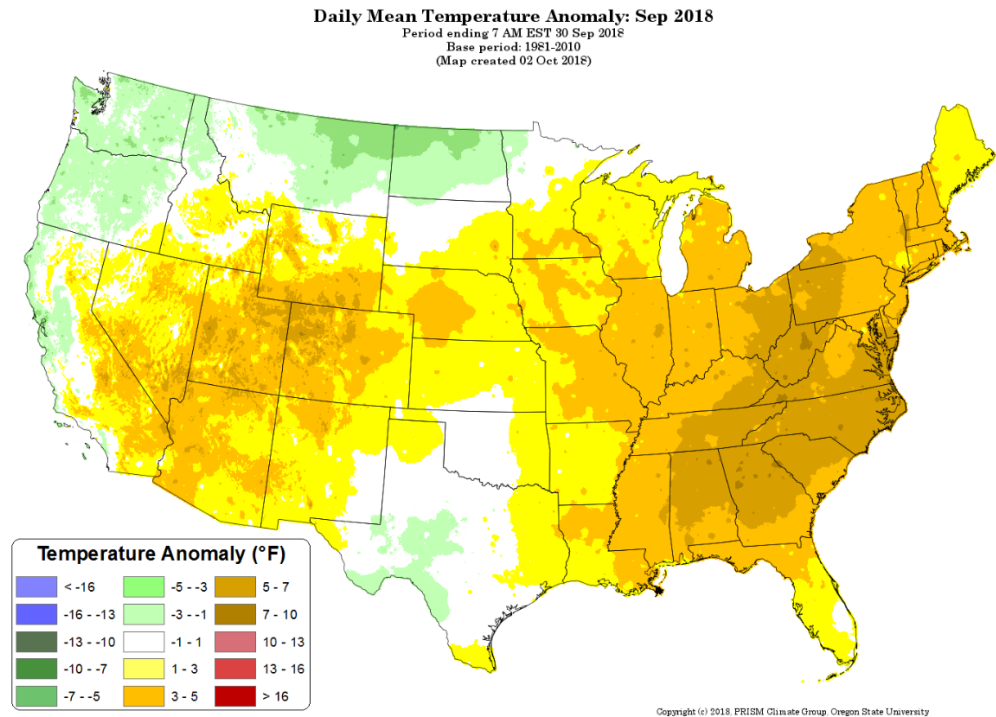 Daily Mean Temperature Anomaly: Sep 2018
Period ending 7 AM EST 30 Sep 2018
Base period: 1981-2010
(Map created 02 Oct 2018)
Temperature Anomaly (°F)
< -16
-5 - -3
5 - 7
-16 - -13
-3 - -1
7 - 10
-13 - -10
-1 - 1
10 - 13
-10 - -7
1 - 3
13 - 16
-7 - -5
3 - 5
> 16
Copyright (c) 2018, PRISM Climate Group, Oregon State University